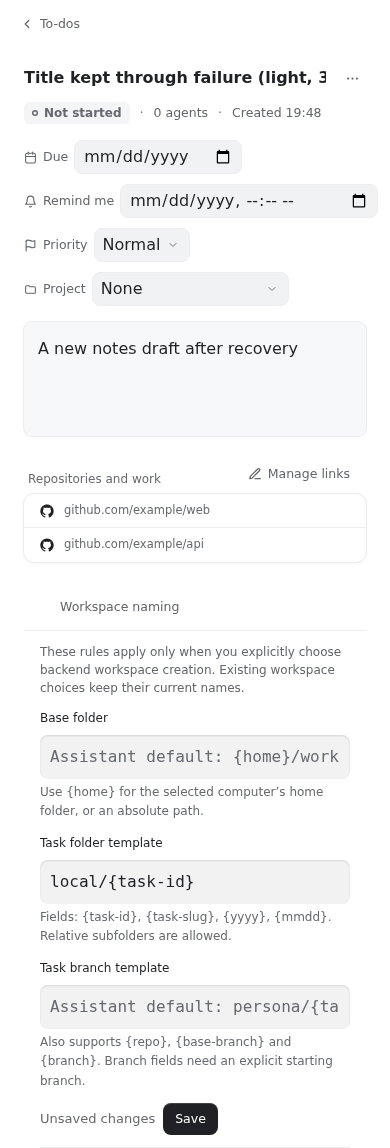 To-dos
Title kept through failure (light, 3
Not started · 0 agents · Created 19:48
Due mm/dd/yyyy
Remind me mm/dd/yyyy, --:-- --
Priority Normal
Project None
A new notes draft after recovery
Repositories and work Manage links
github.com/example/web
github.com/example/api
Workspace naming
These rules apply only when you explicitly choose
backend workspace creation. Existing workspace
choices keep their current names.
Base folder
Assistant default: {home}/work
Use {home} for the selected computer’s home
folder, or an absolute path.
Task folder template
local/{task-id}
Fields: {task-id}, {task-slug}, {yyyy}, {mmdd}.
Relative subfolders are allowed.
Task branch template
Assistant default: persona/{ta
Also supports {repo}, {base-branch} and
{branch}. Branch fields need an explicit starting
branch.
Unsaved changes Save